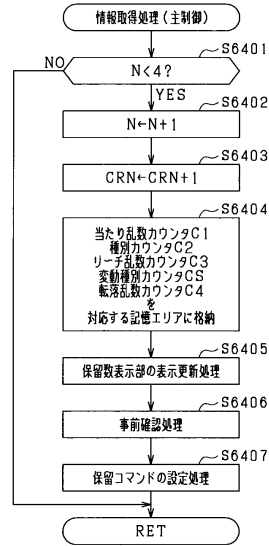 情報取得処理(主制御)
S6401
NO
N<4?
YES
S6402
N←N+1
S6403
CRN←CRN+1
S6404
当たり乱数カウンタC1
種別カウンタC2
リーチ乱数カウンタC3
変動種別カウンタCS
転落乱数カウンタC4
を
対応する記憶エリアに格納
S6405
保留数表示部の表示更新処理
S6406
事前確認処理
S6407
保留コマンドの設定処理
RET